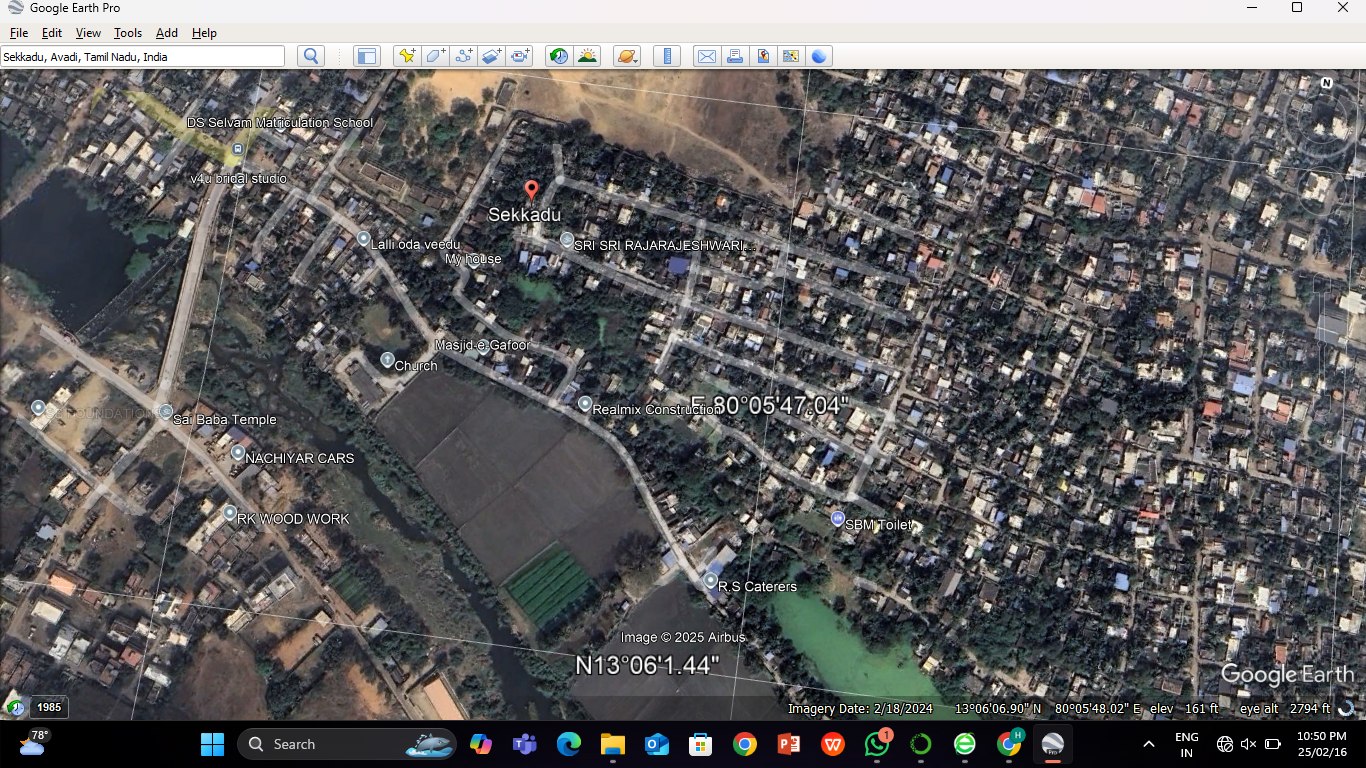 Google Earth Pro
File Edit View Tools Add Help
Sekkadu, Avadi, Tamil Nadu, India
N
DS Selvam Matriculation School
v4u bridal studio
Sekkadu
Lalli oda veedu
SRI SRI RAJARAJESHWARI...
My house
Masjid-e-Gafoor
Church
Realmix Construction
E 80°05'47.04"
FOUNDATION
Sai Baba Temple
NACHIYAR CARS
RK WOOD WORK
SBM Toilet
R.S Caterers
Image © 2025 Airbus
N13°06'1.44"
Google Earth
1985
Imagery Date: 2/18/2024 13°06'06.90" N 80°05'48.02" E elev 161 ft eye alt 2794 ft
78°
Search
1
H
Pro
ENG
IN
10:50 PM
25/02/16